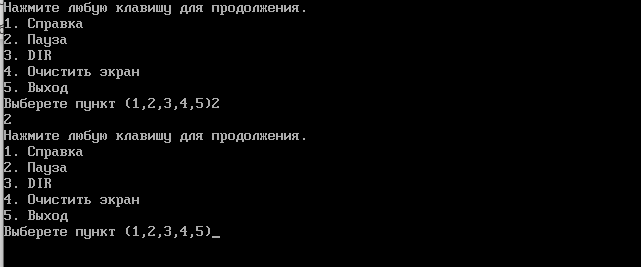 Нажмите любую клавишу для продолжения.
1. Справка
2. Пауза
3. DIR
4. Очистить экран
5. Выход
Выберете пункт (1,2,3,4,5)2
2
Нажмите любую клавишу для продолжения.
1. Справка
2. Пауза
3. DIR
4. Очистить экран
5. Выход
Выберете пункт (1,2,3,4,5)_